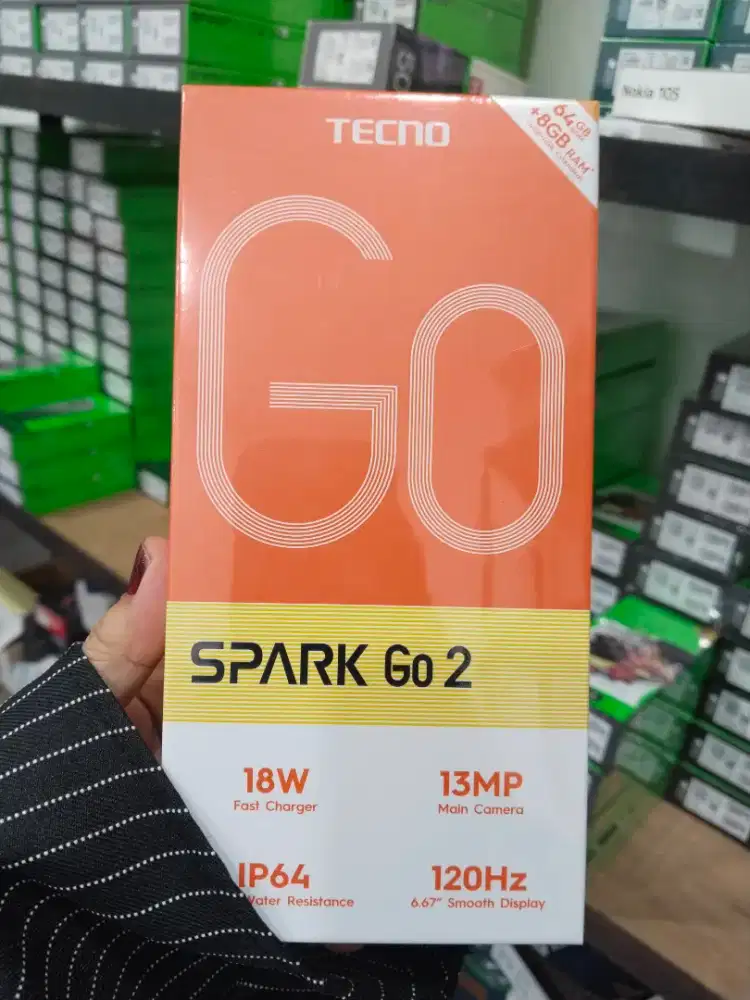 TECNO
64GB
+8GB RAM*
Go
SPARK Go 2
18W
Fast Charger
13MP
Main Camera
IP64
Water Resistance
120Hz
6.67" Smooth Display
Nokia 105